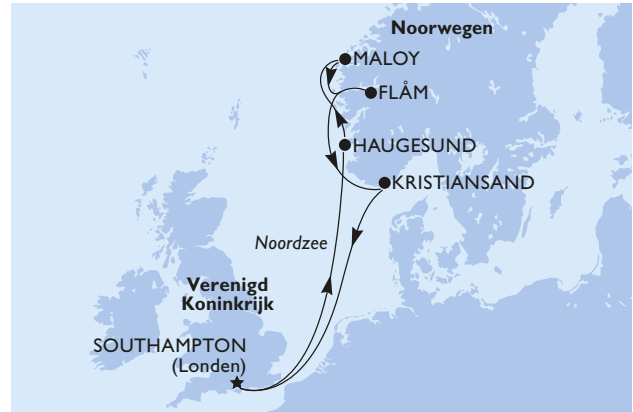 Noorwegen
MALOY
FLÅM
HAUGESUND
KRISTIANSAND
Noordzee
Verenigd
Koninkrijk
SOUTHAMPTON
(Londen)